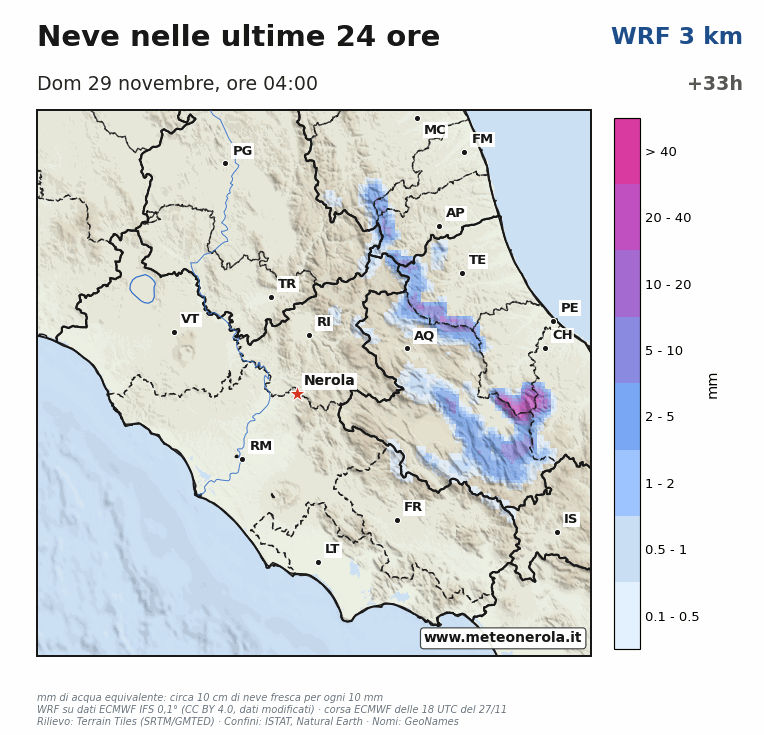 Neve nelle ultime 24 ore
WRF 3 km
Dom 29 novembre, ore 04:00
+33h
MC
FM
PG
AP
TE
TR
PE
VT
RI
AQ
CH
Nerola
RM
FR
IS
LT
www.meteonerola.it
> 40
20 - 40
10 - 20
5 - 10
2 - 5
1 - 2
0.5 - 1
0.1 - 0.5
mm
mm di acqua equivalente: circa 10 cm di neve fresca per ogni 10 mm
WRF su dati ECMWF IFS 0,1° (CC BY 4.0, dati modificati) · corsa ECMWF delle 18 UTC del 27/11
Rilievo: Terrain Tiles (SRTM/GMTED) · Confini: ISTAT, Natural Earth · Nomi: GeoNames